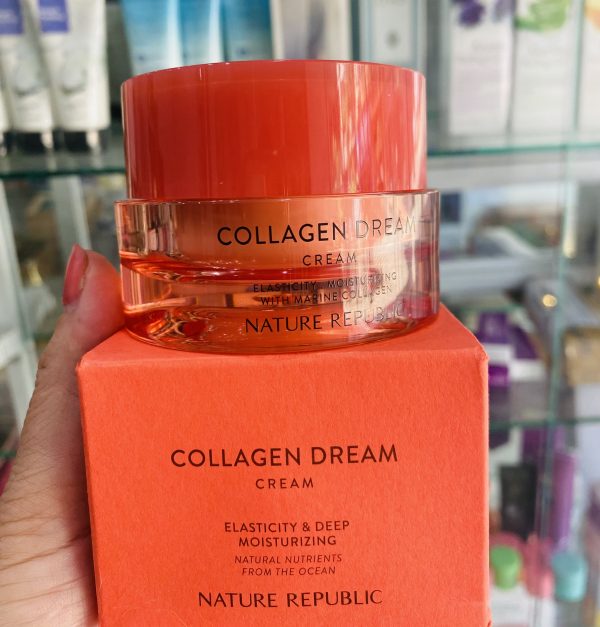 COLLAGEN DREAM
CREAM
ELASTICITY, MOISTURIZING
WITH MARINE COLLAGEN
NATURE REPUBLIC
COLLAGEN DREAM
CREAM
ELASTICITY & DEEP
MOISTURIZING
NATURAL NUTRIENTS
FROM THE OCEAN
NATURE REPUBLIC